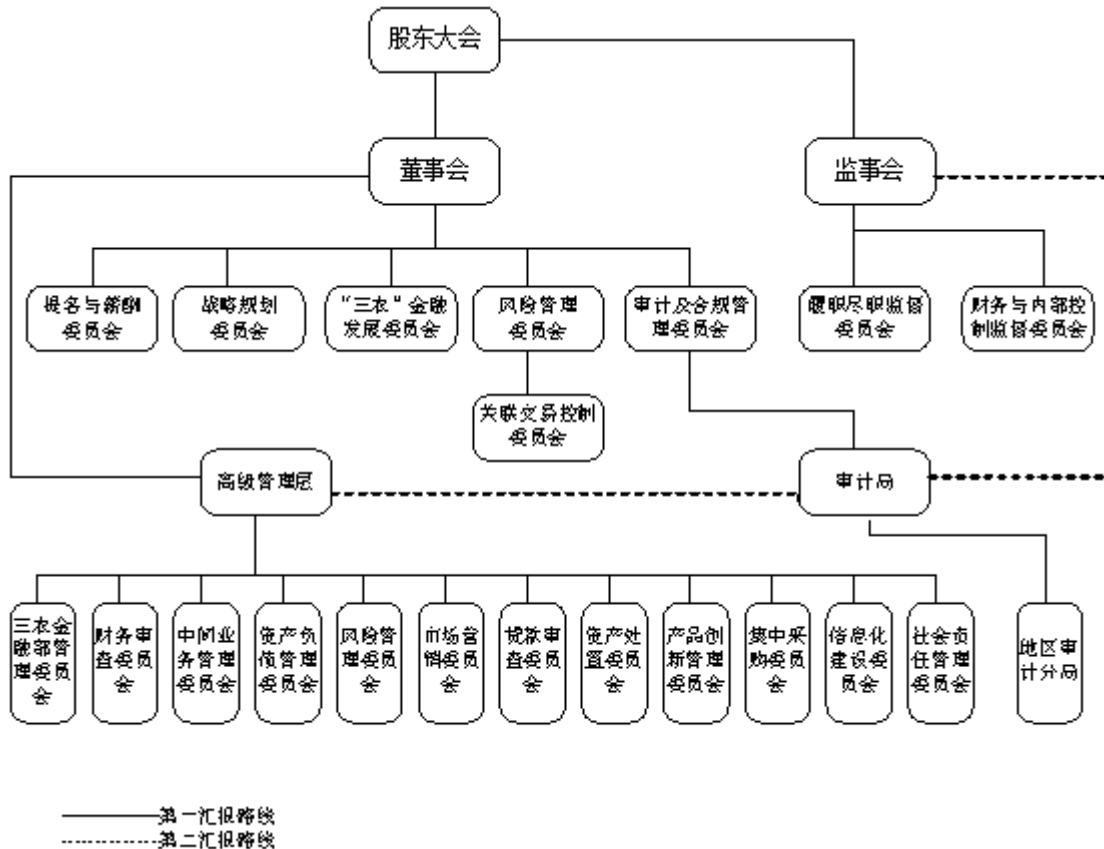 股东大会
董事会
监事会
提名与薪酬
委员会
战略规划
委员会
“三农”金融
发展委员会
风险管理
委员会
审计及合规管
理委员会
履职尽职监督
委员会
财务与内部控
制监督委员会
关联交易控制
委员会
高级管理层
审计局
三农金
融部管
理委员
会
财务审
查委员
会
中间业
务管理
委员会
资产负
债管理
委员会
风险管
理委员
会
市场营
销委员
会
贷款审
查委员
会
资产处
置委员
会
产品创
新管理
委员会
集中采
购委员
会
信息化
建设委
员会
社会责
任管理
委员会
地区审
计分局
第一汇报路线
第二汇报路线